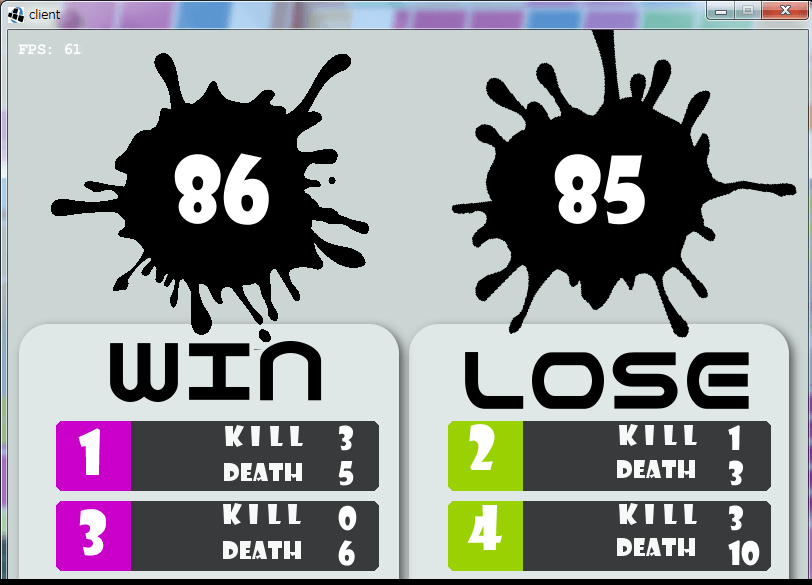 client
FPS: 61
86
85
WIN
LOSE
1
KILL 3
DEATH 5
2
KILL 1
DEATH 3
3
KILL 0
DEATH 6
4
KILL 3
DEATH 10